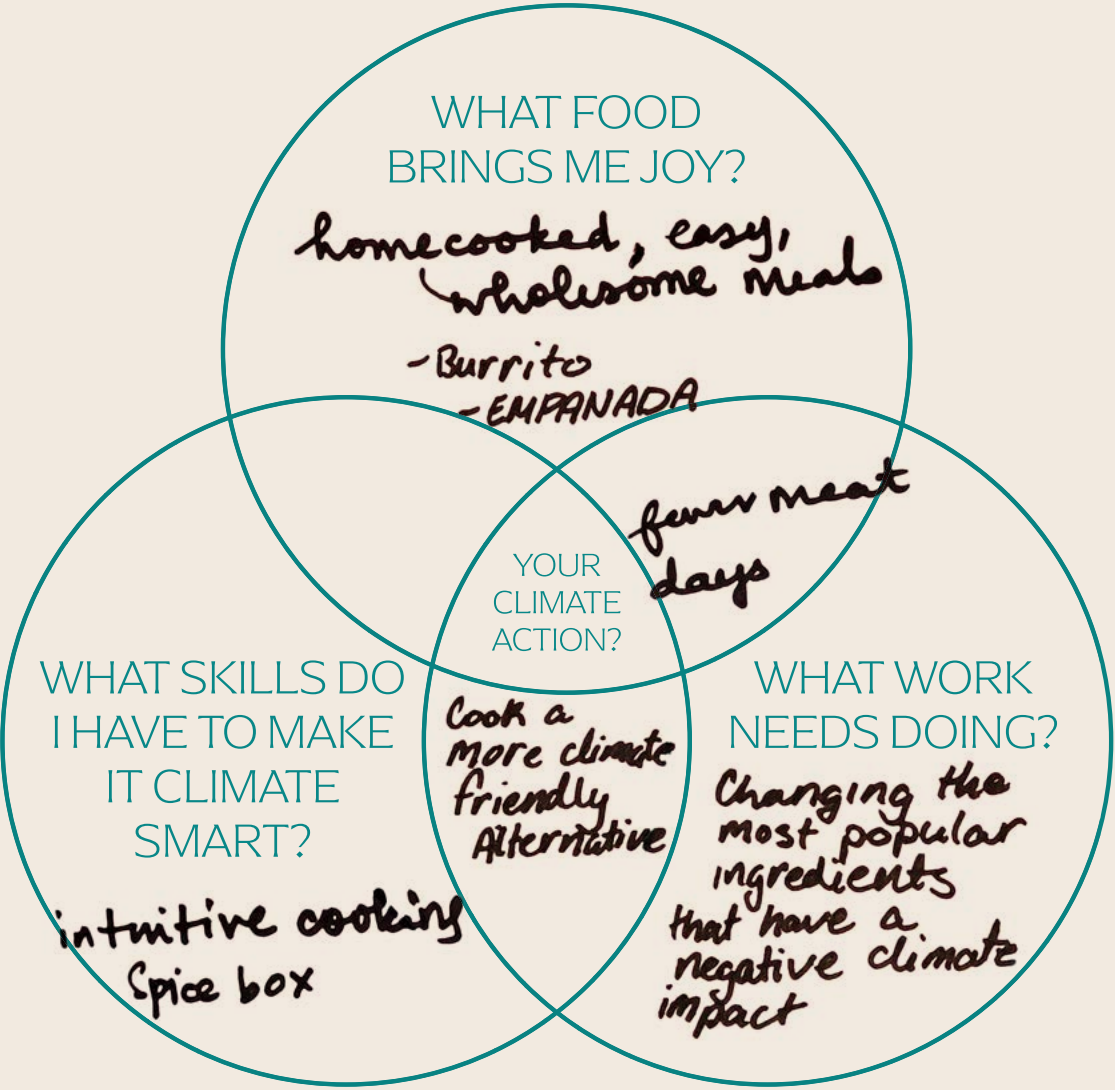 WHAT FOOD
BRINGS ME JOY?
homecooked, easy,
wholesome meals
-Burrito
-EMPANADA
fewer meat
days
YOUR
CLIMATE
ACTION?
WHAT SKILLS DO
I HAVE TO MAKE
IT CLIMATE
SMART?
intuitive cooking
Spice box
Cook a
more climate
friendly
Alternative
WHAT WORK
NEEDS DOING?
Changing the
most popular
ingredients
that have a
negative climate
impact